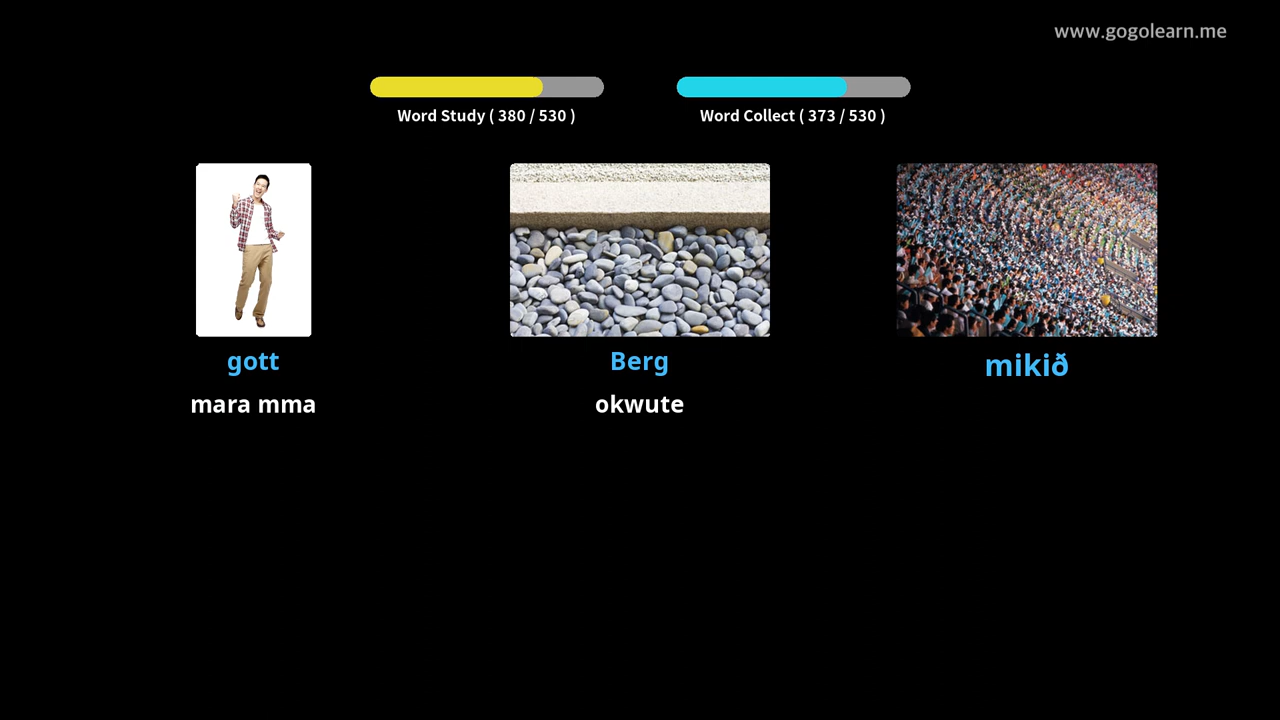 www.gogolearn.me
Word Study ( 380 / 530 )
Word Collect ( 373 / 530 )
gott
Berg
mikið
mara mma
okwute